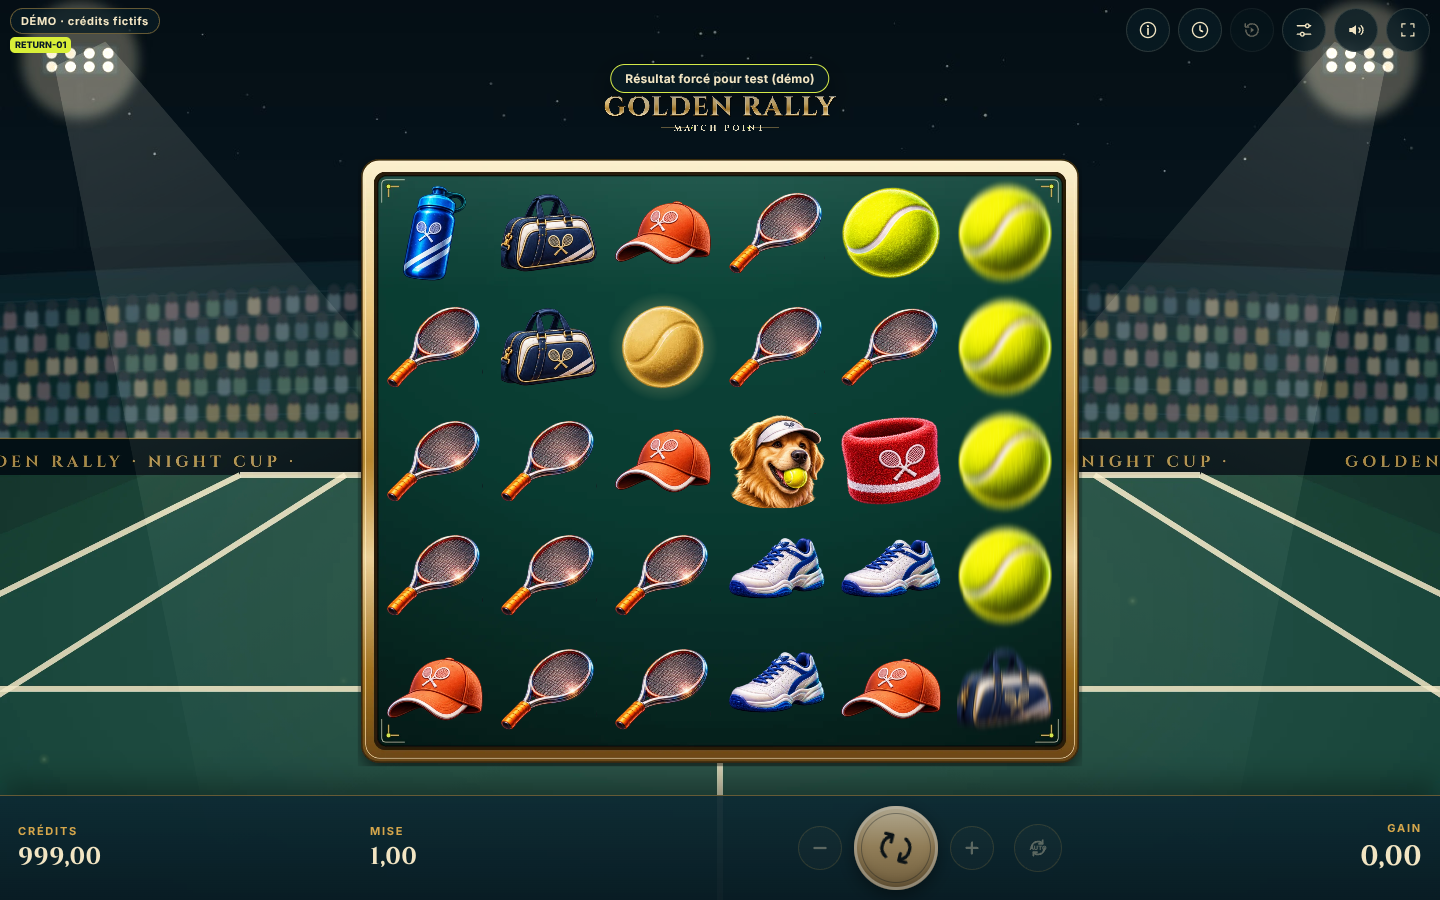 DÉMO · crédits fictifs
RETURN-01
Résultat forcé pour test (démo)
GOLDEN RALLY
MATCH POINT
DEN RALLY · NIGHT CUP ·
NIGHT CUP ·
GOLDEN
AUTO
CRÉDITS
999,00
MISE
1,00
GAIN
0,00